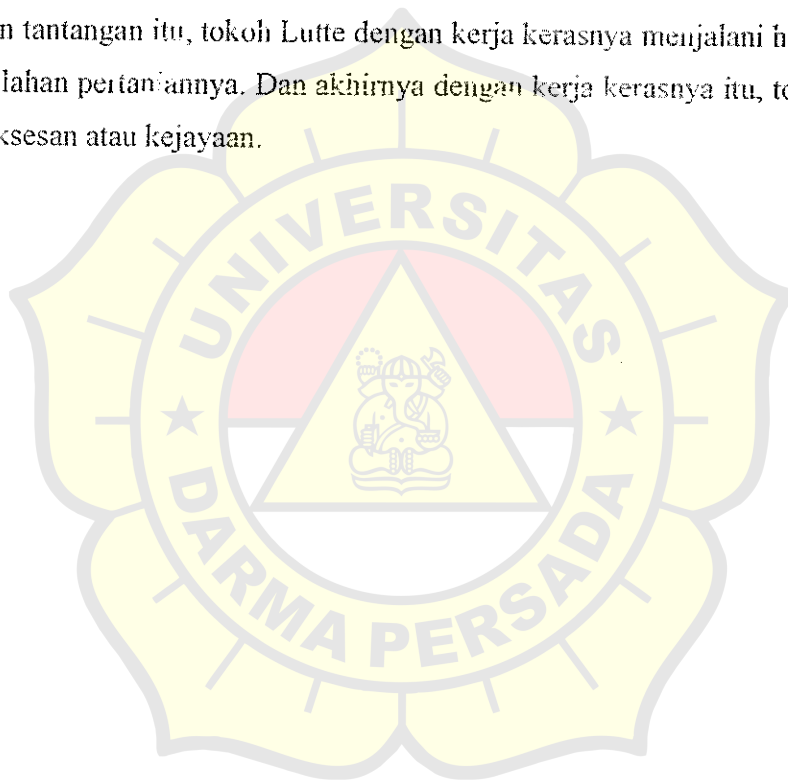 n tantangan itu, tokoh Lutte dengan kerja kerasnya menjalani h
lahan pertaniannya. Dan akhirnya dengan kerja kerasnya itu, to
ksesan atau kejayaan.
UNIVERSITAS
DARMA PERSADA